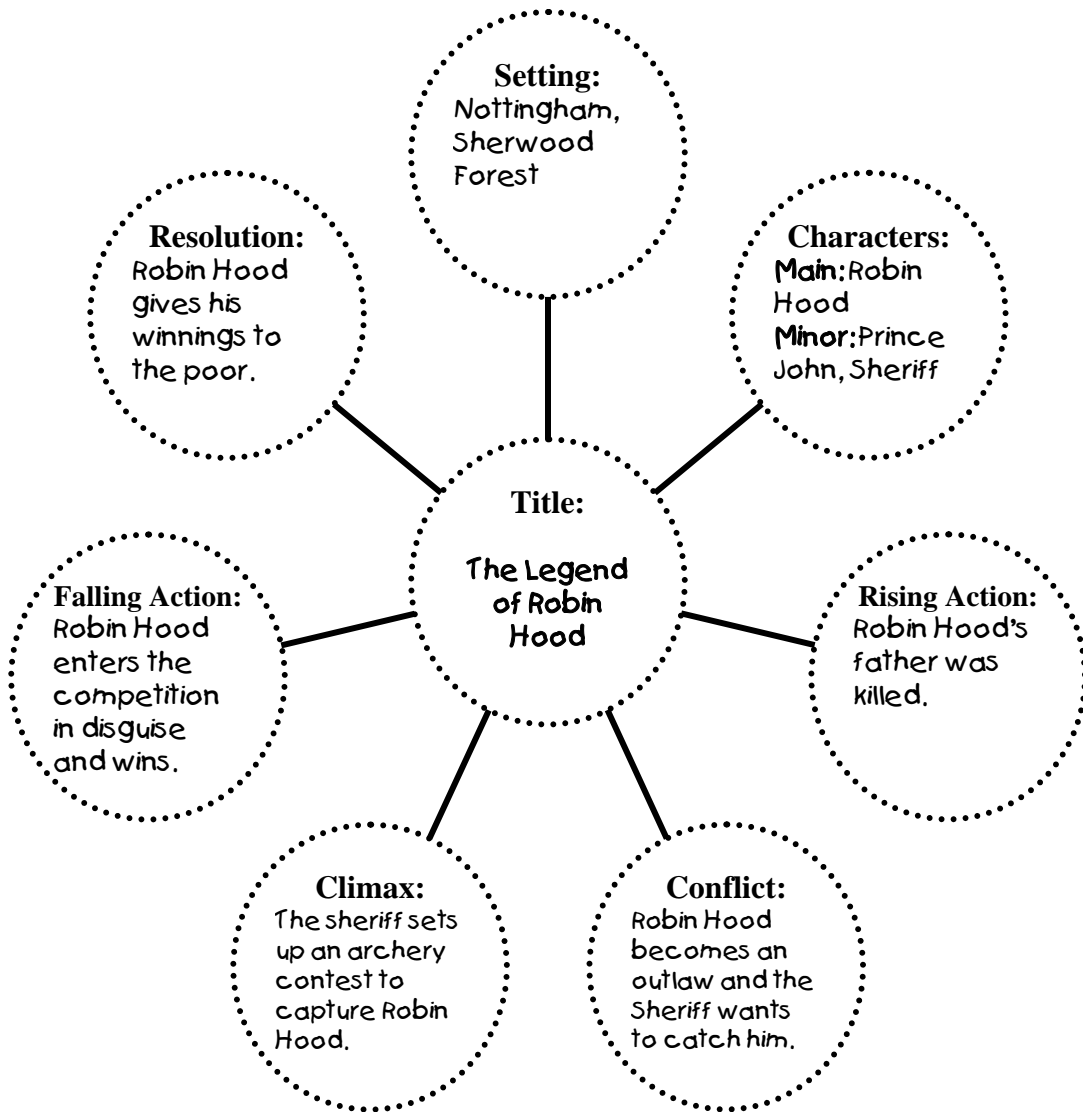 Setting:
Nottingham,
Sherwood
Forest
Characters:
Main:Robin
Hood
Minor:Prince
John, Sheriff
Rising Action:
Robin Hood's
father was
killed.
Conflict:
Robin Hood
becomes an
outlaw and the
Sheriff wants
to catch him.
Climax:
The sheriff sets
up an archery
contest to
capture Robin
Hood.
Falling Action:
Robin Hood
enters the
competition
in disguise
and wins.
Resolution:
Robin Hood
gives his
winnings to
the poor.
Title:
The Legend
of Robin
Hood